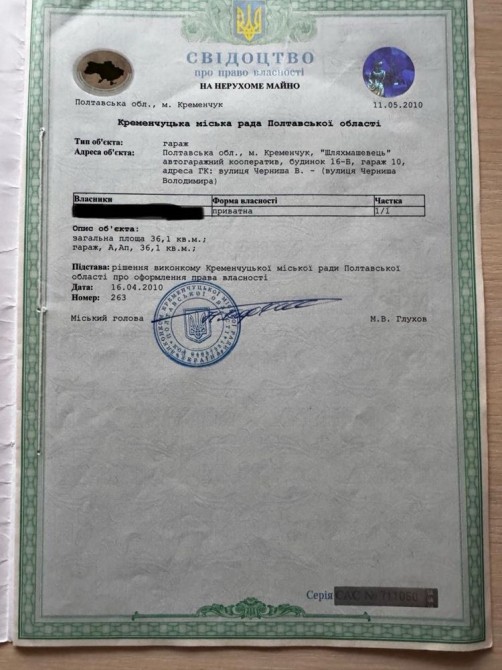 СВІДОЦТВО
про право власності
НА НЕРУХОМЕ МАЙНО
Полтавська обл., м. Кременчук 11.05.2010
Кременчуцька міська рада Полтавської області
Тип об'єкта: гараж
Адреса об'єкта: Полтавська обл., м. Кременчук, "Шляхмашевець"
автогаражний кооператив, будинок 16-В, гараж 10,
адреса ГК: вулиця Черниша В. - (вулиця Черниша
Володимира)
Власники Форма власності Частка
приватна 1/1
Опис об'єкта:
загальна площа 36,1 кв.м.;
гараж, А,Ап, 36,1 кв.м.;
Підстава: рішення виконкому Кременчуцької міської ради Полтавської
області про оформлення права власності
Дата: 16.04.2010
Номер: 263
Міський голова М.В. Глухов
Серія